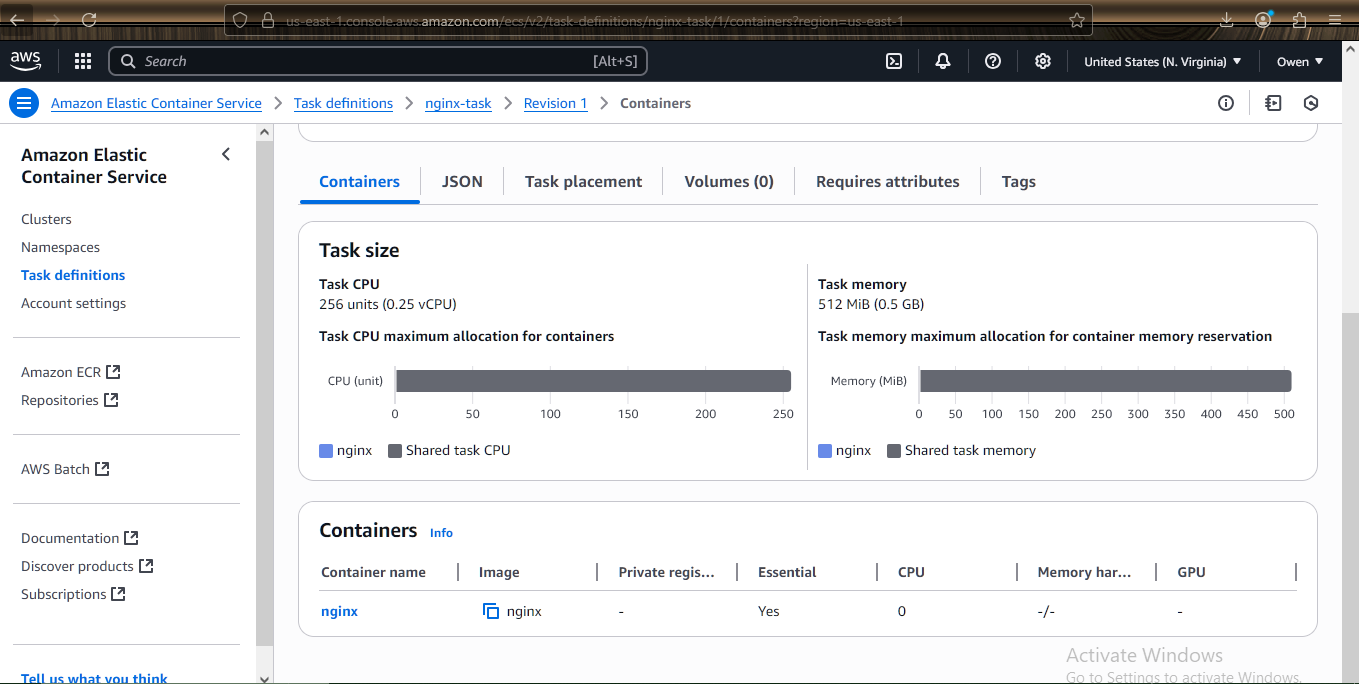 us-east-1.console.aws.amazon.com/ecs/v2/task-definitions/nginx-task/1/containers?region=us-east-1
aws
Search [Alt+S] United States (N. Virginia) Owen
Amazon Elastic Container Service Task definitions nginx-task Revision 1 Containers
Amazon Elastic
Container Service
Clusters
Namespaces
Task definitions
Account settings
Amazon ECR
Repositories
AWS Batch
Documentation
Discover products
Subscriptions
Tell us what you think
Containers JSON Task placement Volumes (0) Requires attributes Tags
Task size
Task CPU
256 units (0.25 vCPU)
Task CPU maximum allocation for containers
CPU (unit)
0 50 100 150 200 250
nginx Shared task CPU
Task memory
512 MiB (0.5 GB)
Task memory maximum allocation for container memory reservation
Memory (MiB)
0 50 100 150 200 250 300 350 400 450 500
nginx Shared task memory
Containers Info
Container name Image Private regis... Essential CPU Memory har... GPU
nginx nginx - Yes 0 -/- -
Activate Windows
Go to Settings to activate Windows.